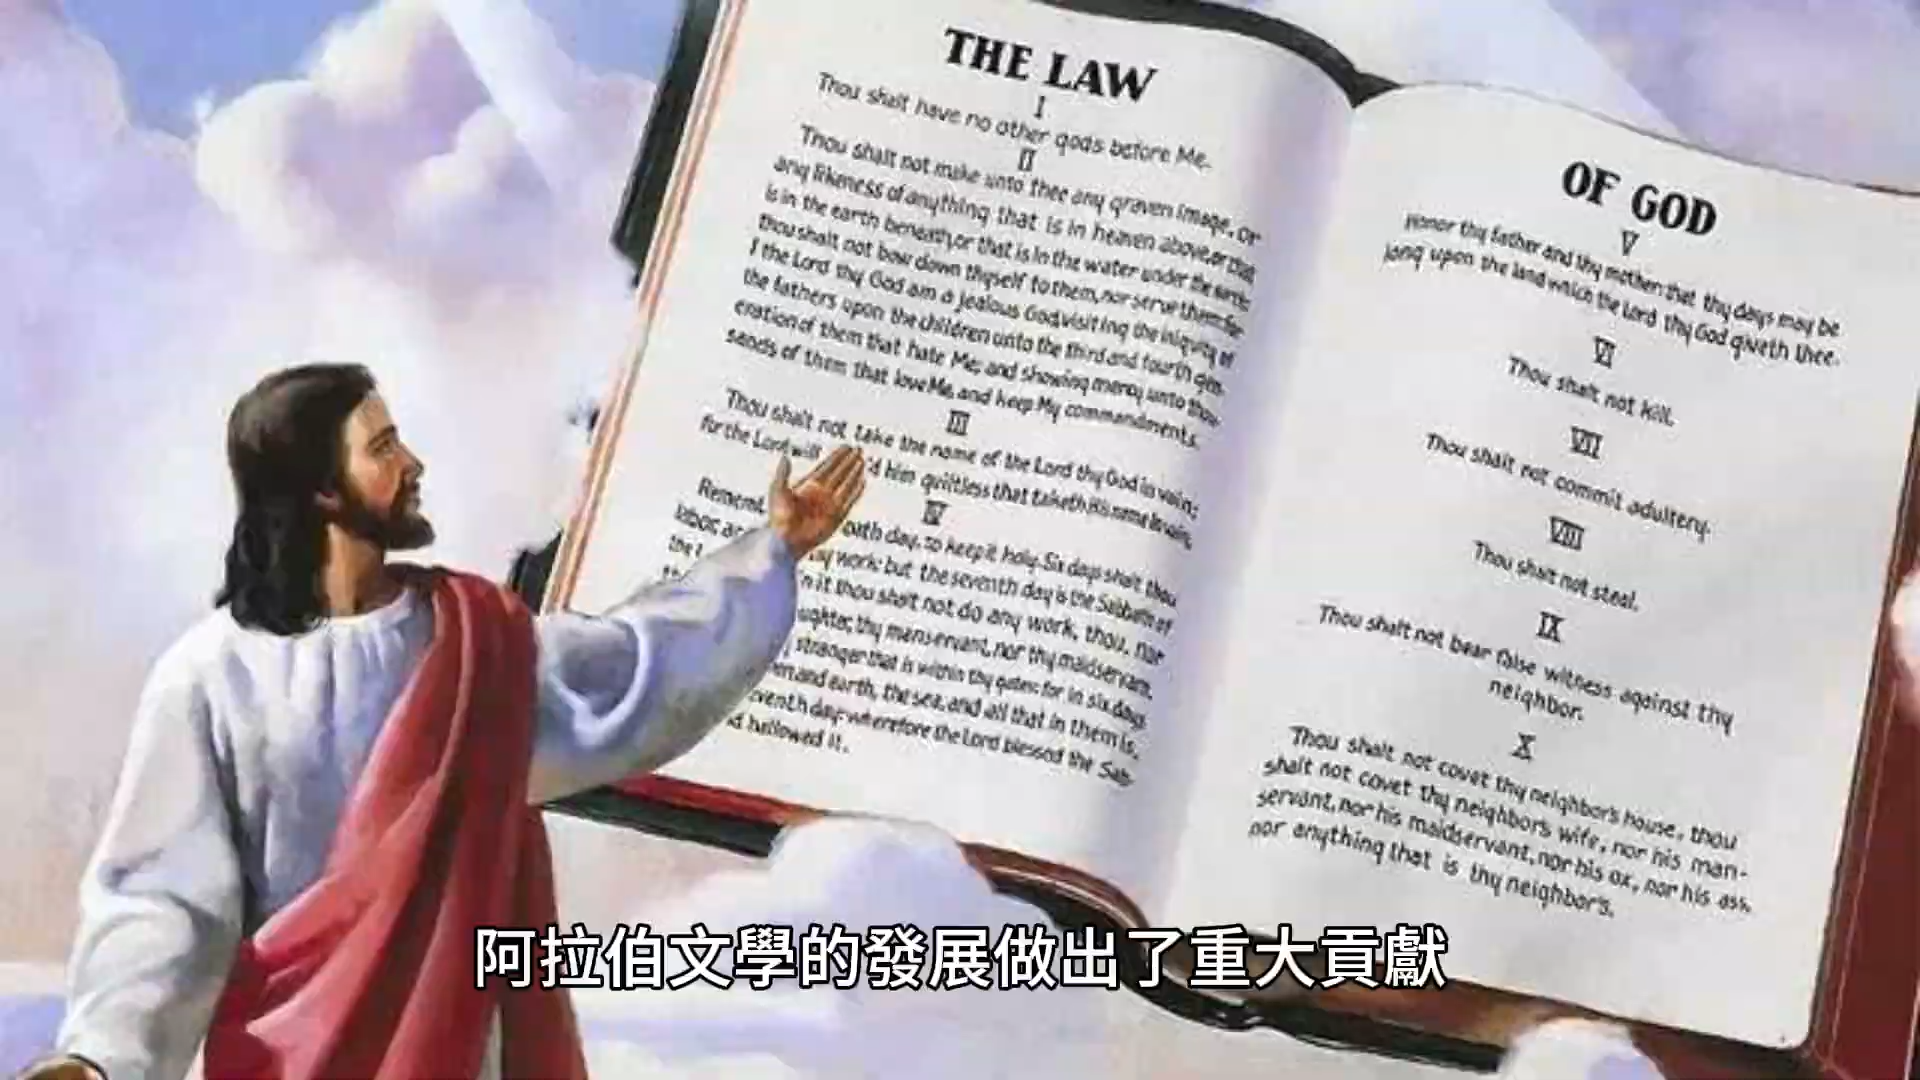 THE LAW
I
Thou shalt have no other gods before Me.
II
Thou shalt not make unto thee any graven image, or
any likeness of anything that is in heaven above, or that
is in the earth beneath, or that is in the water under the earth:
thou shalt not bow down thyself to them, nor serve them: for
I the Lord thy God am a jealous God, visiting the iniquity of
the fathers upon the children unto the third and fourth gen-
eration of them that hate Me; and showing mercy unto thou-
sands of them that love Me, and keep My commandments.
III
Thou shalt not take the name of the Lord thy God in vain;
for the Lord will him guiltless that taketh His name in vain.
IV
oath day, to keep it holy. Six days shalt thou
work: but the seventh day is the Sabbath of
the
n it thou shalt not do any work, thou, nor
thy manservant, nor thy maidservant,
stranger that is within thy gates: for in six days
and earth, the sea, and all that in them is,
venth day: wherefore the Lord blessed the Sab-
hallowed it.
OF GOD
V
Honor thy father and thy mother: that thy days may be
long upon the land which the Lord thy God giveth thee.
VI
Thou shalt not kill.
VII
Thou shalt not commit adultery.
VIII
Thou shalt not steal.
IX
Thou shalt not bear false witness against thy
neighbor.
X
Thou shalt not covet thy neighbor's house, thou
shalt not covet thy neighbor's wife, nor his man-
servant, nor his maidservant, nor his ox, nor his ass,
nor anything that is thy neighbor's.
阿拉伯文學的發展做出了重大貢獻